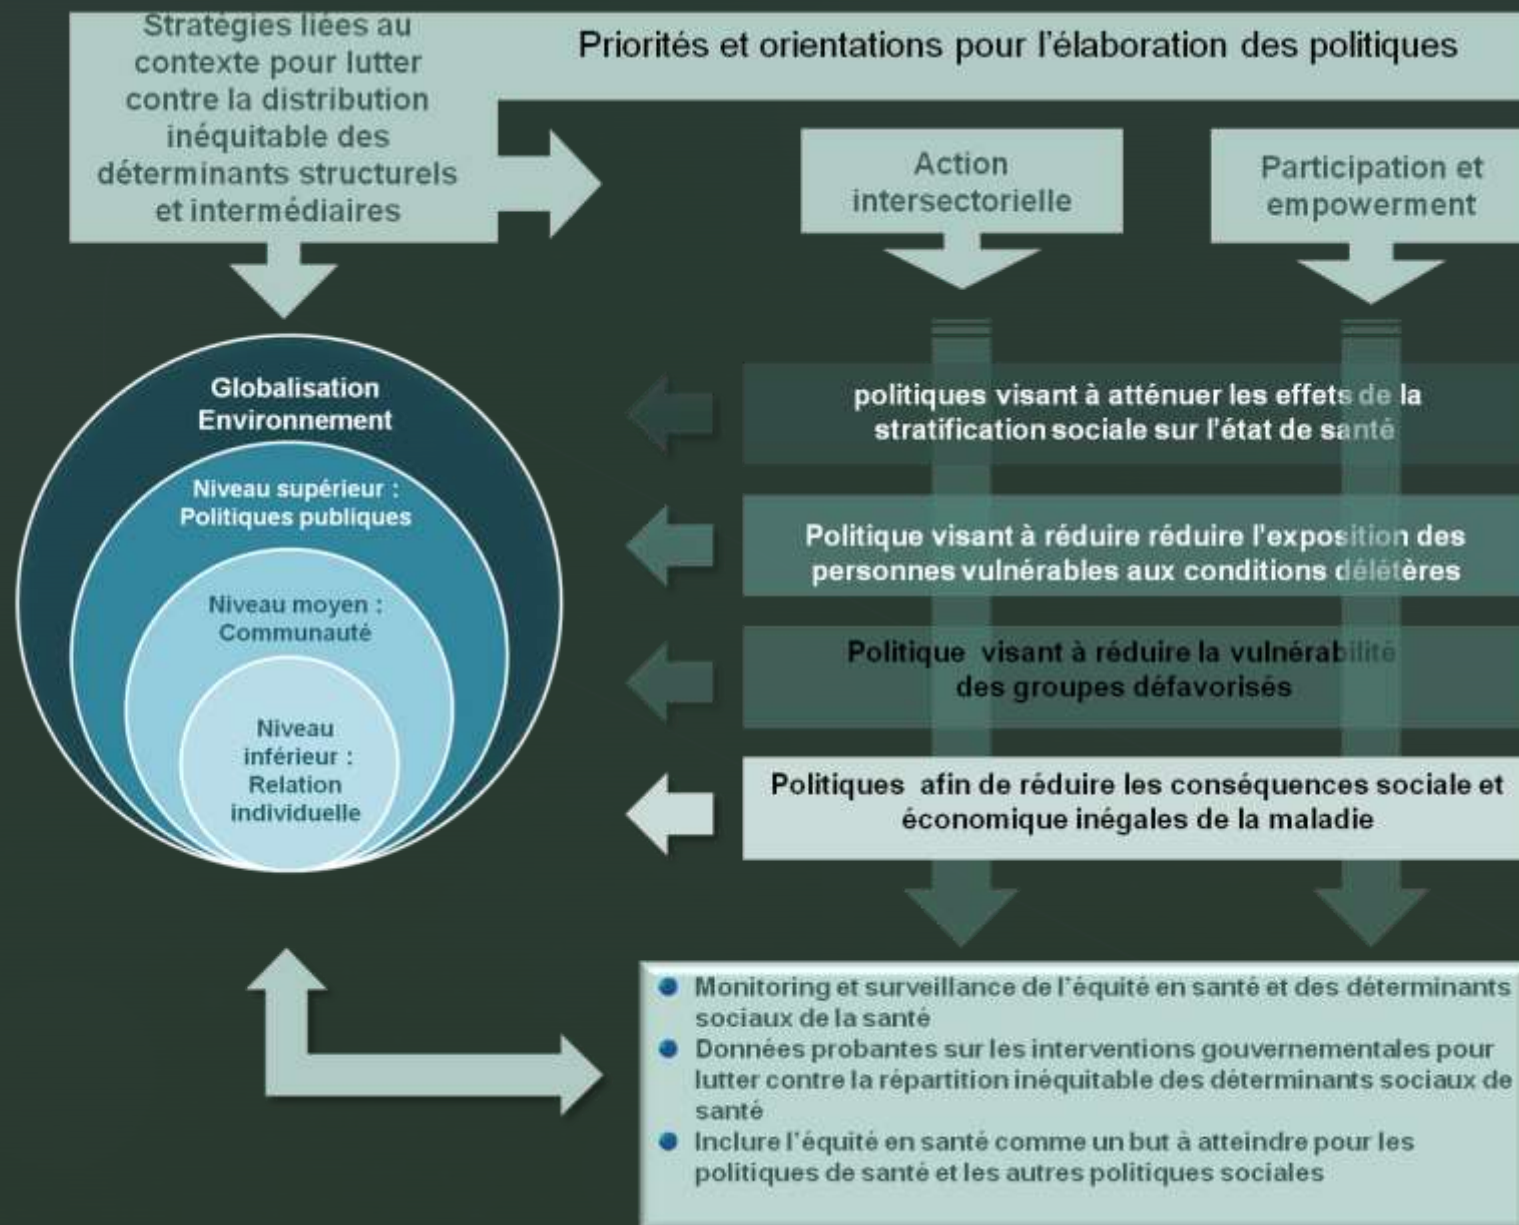 Stratégies liées au
contexte pour lutter
contre la distribution
inéquitable des
déterminants structurels
et intermédiaires
Priorités et orientations pour l'élaboration des politiques
Action
intersectorielle
Participation et
empowerment
Globalisation
Environnement
Niveau supérieur :
Politiques publiques
Niveau moyen :
Communauté
Niveau
inférieur :
Relation
individuelle
politiques visant à atténuer les effets de la
stratification sociale sur l'état de santé
Politique visant à réduire réduire l'exposition des
personnes vulnérables aux conditions délétères
Politique visant à réduire la vulnérabilité
des groupes défavorisés
Politiques afin de réduire les conséquences sociale et
économique inégales de la maladie
Monitoring et surveillance de l'équité en santé et des déterminants
sociaux de la santé
Données probantes sur les interventions gouvernementales pour
lutter contre la répartition inéquitable des déterminants sociaux de
santé
Inclure l'équité en santé comme un but à atteindre pour les
politiques de santé et les autres politiques sociales